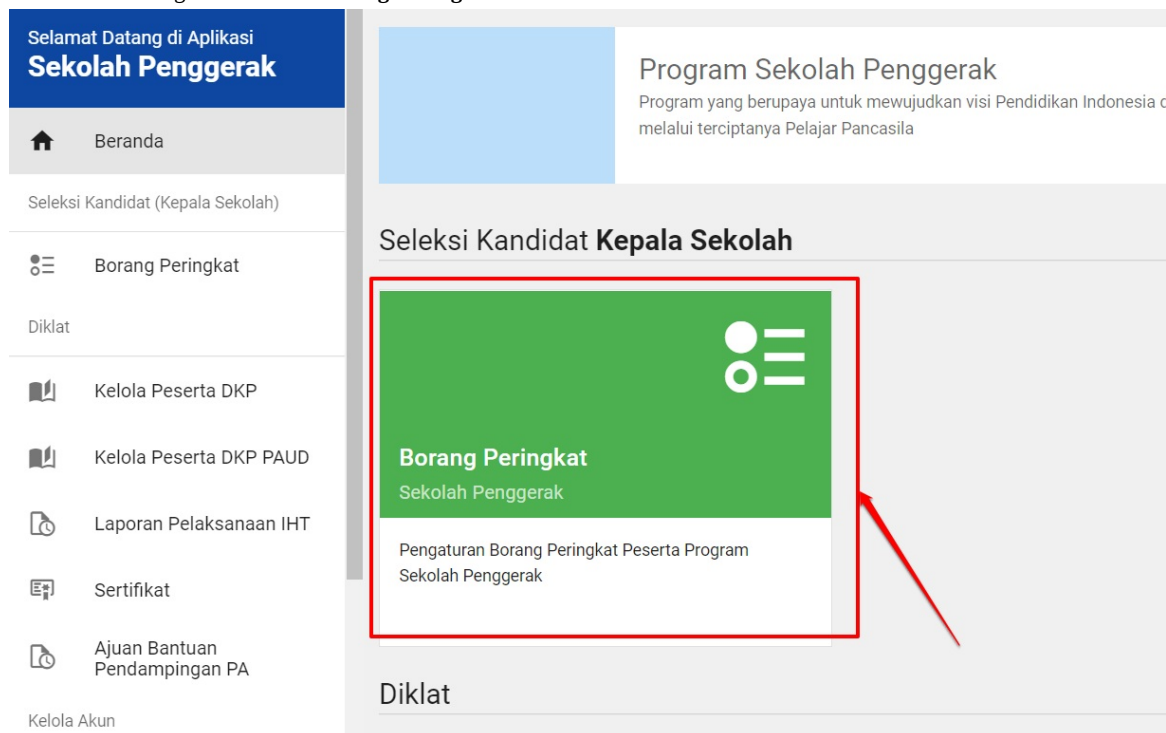 Selamat Datang di Aplikasi
Sekolah Penggerak
Beranda
Seleksi Kandidat (Kepala Sekolah)
Borang Peringkat
Diklat
Kelola Peserta DKP
Kelola Peserta DKP PAUD
Laporan Pelaksanaan IHT
Sertifikat
Ajuan Bantuan
Pendampingan PA
Kelola Akun
Program Sekolah Penggerak
Program yang berupaya untuk mewujudkan visi Pendidikan Indonesia
melalui terciptanya Pelajar Pancasila
Seleksi Kandidat Kepala Sekolah
Borang Peringkat
Sekolah Penggerak
Pengaturan Borang Peringkat Peserta Program
Sekolah Penggerak
Diklat